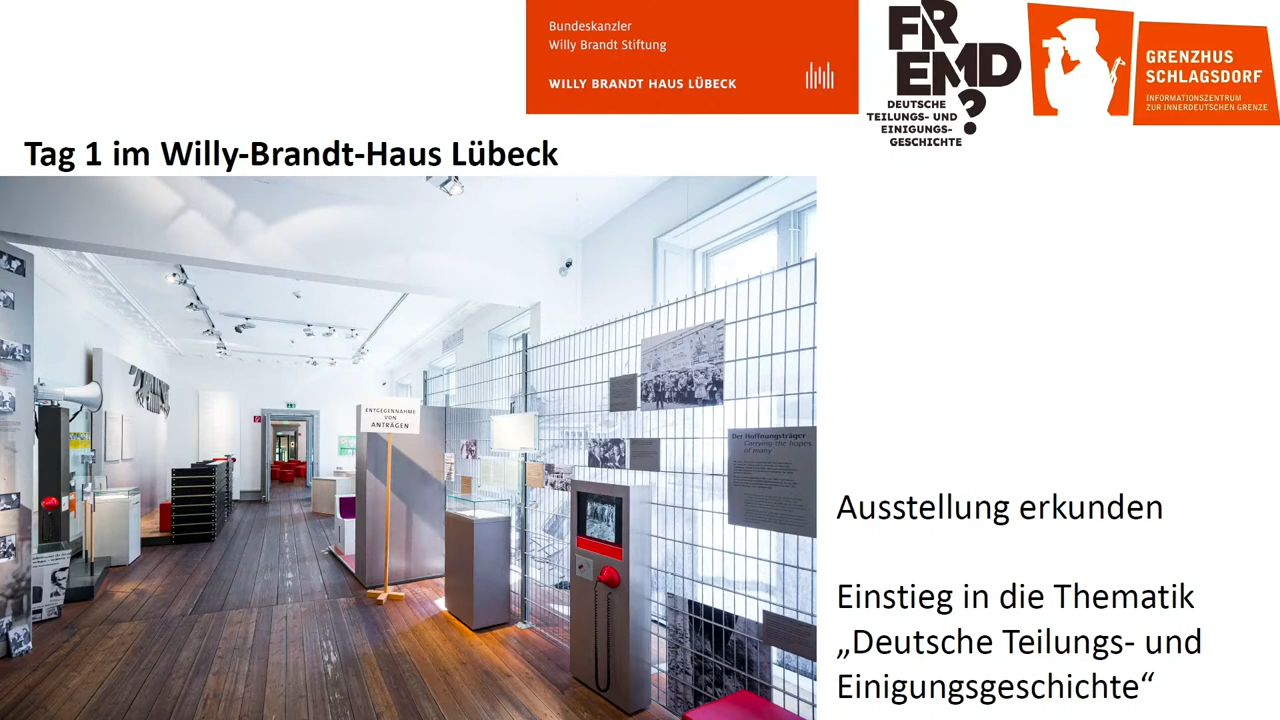 Bundeskanzler
Willy Brandt Stiftung
WILLY BRANDT HAUS LÜBECK
FR
EMD
?
DEUTSCHE
TEILUNGS- UND
EINIGUNGS-
GESCHICHTE
GRENZHUS
SCHLAGSDORF
INFORMATIONSZENTRUM
ZUR INNERDEUTSCHEN GRENZE
Tag 1 im Willy-Brandt-Haus Lübeck
ENTGEGENNAHME
VON
ANTRÄGEN
Der Hoffnungsträger
Carrying the hopes
of many
Ausstellung erkunden
Einstieg in die Thematik
„Deutsche Teilungs- und
Einigungsgeschichte“